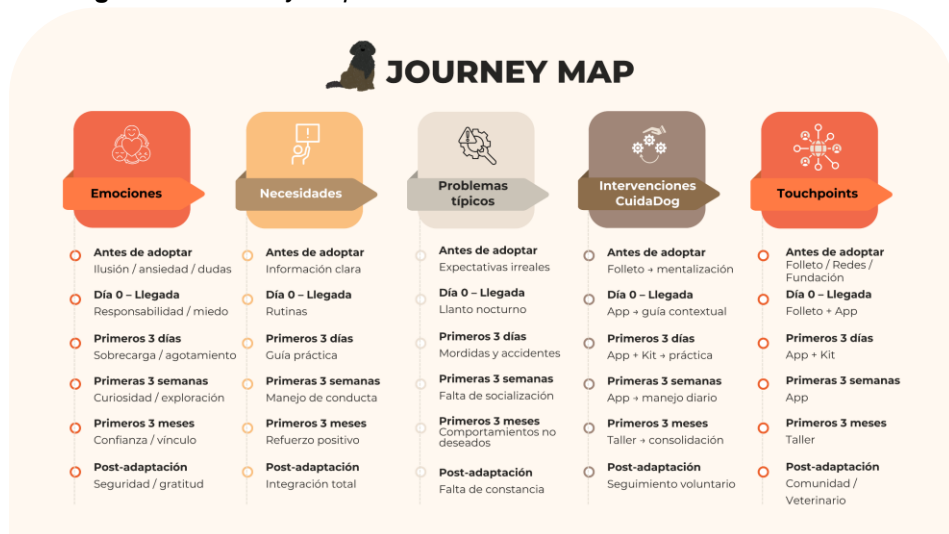 JOURNEY MAP
Emociones
Antes de adoptar
Ilusión / ansiedad / dudas
Día 0 – Llegada
Responsabilidad / miedo
Primeros 3 días
Sobrecarga / agotamiento
Primeras 3 semanas
Curiosidad / exploración
Primeros 3 meses
Confianza / vínculo
Post-adaptación
Seguridad / gratitud
Necesidades
Antes de adoptar
Información clara
Día 0 – Llegada
Rutinas
Primeros 3 días
Guía práctica
Primeras 3 semanas
Manejo de conducta
Primeros 3 meses
Refuerzo positivo
Post-adaptación
Integración total
Problemas
típicos
Antes de adoptar
Expectativas irreales
Día 0 – Llegada
Llanto nocturno
Primeros 3 días
Mordidas y accidentes
Primeras 3 semanas
Falta de socialización
Primeros 3 meses
Comportamientos no
deseados
Post-adaptación
Falta de constancia
Intervenciones
CuidaDog
Antes de adoptar
Folleto → mentalización
Día 0 – Llegada
App → guía contextual
Primeros 3 días
App + Kit → práctica
Primeras 3 semanas
App → manejo diario
Primeros 3 meses
Taller → consolidación
Post-adaptación
Seguimiento voluntario
Touchpoints
Antes de adoptar
Folleto / Redes /
Fundación
Día 0 – Llegada
Folleto + App
Primeros 3 días
App + Kit
Primeras 3 semanas
App
Primeros 3 meses
Taller
Post-adaptación
Comunidad /
Veterinario